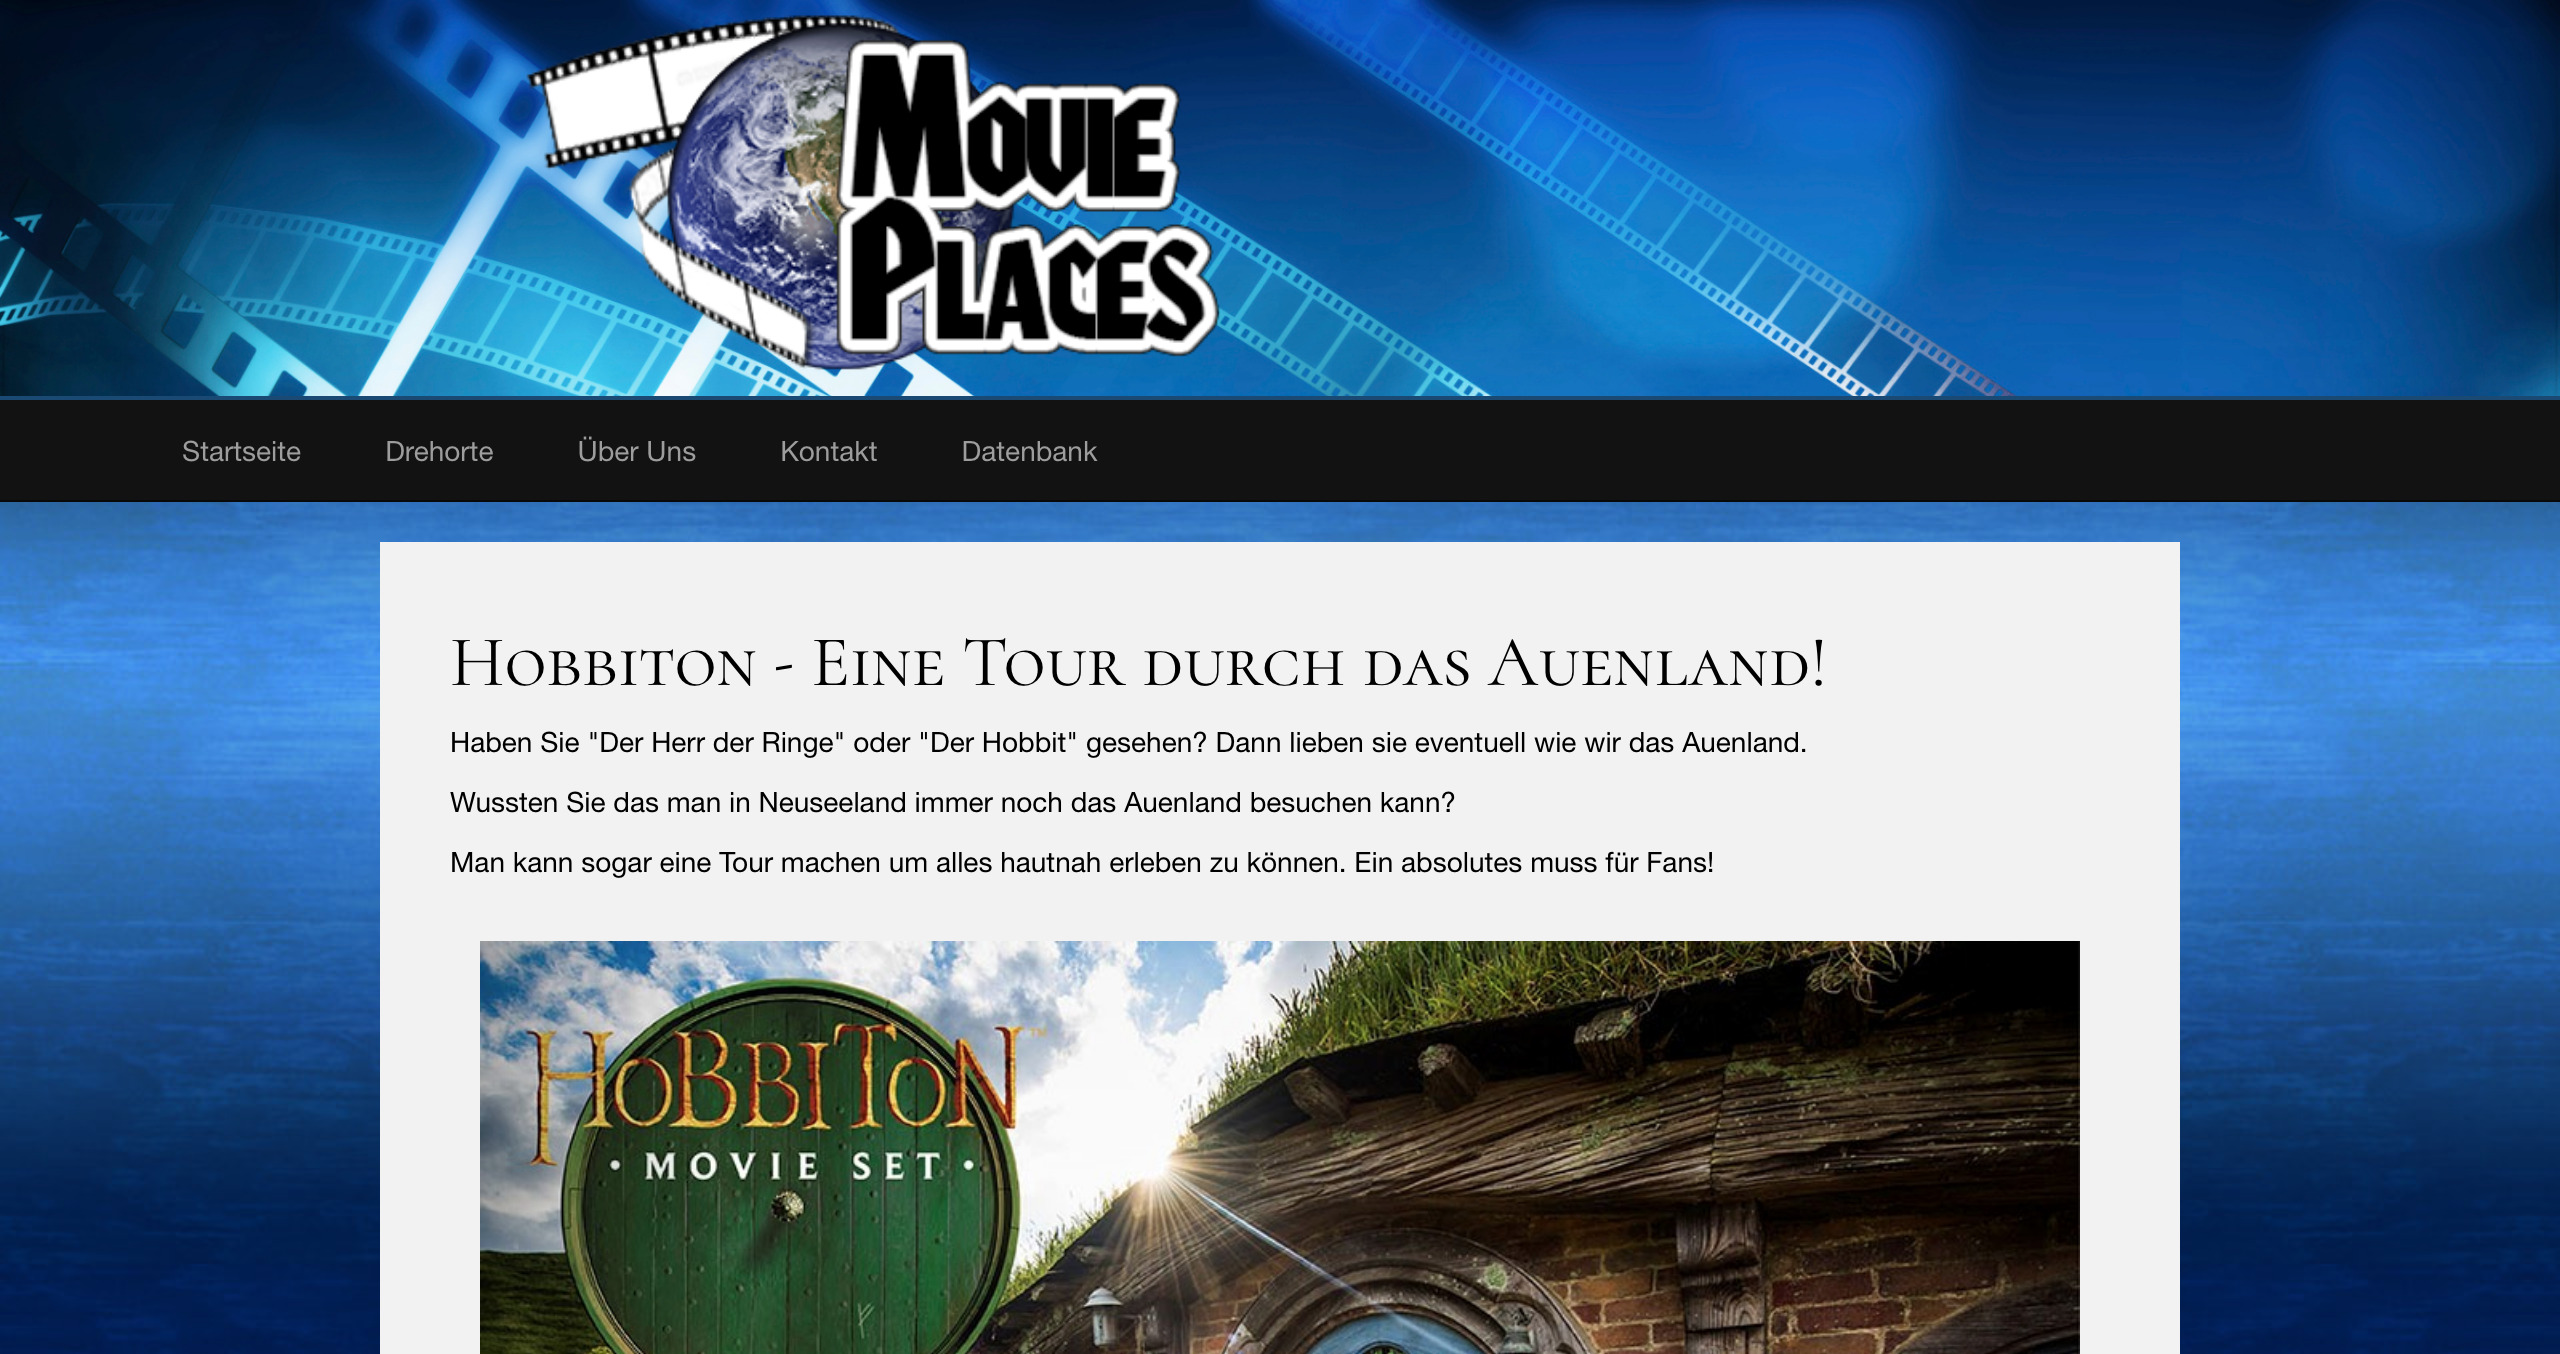 Movie
Places
Startseite Drehorte Über Uns Kontakt Datenbank
Hobbiton - Eine Tour durch das Auenland!
Haben Sie "Der Herr der Ringe" oder "Der Hobbit" gesehen? Dann lieben sie eventuell wie wir das Auenland.
Wussten Sie das man in Neuseeland immer noch das Auenland besuchen kann?
Man kann sogar eine Tour machen um alles hautnah erleben zu können. Ein absolutes muss für Fans!
HOBBITON™
· MOVIE SET ·
ᚠ